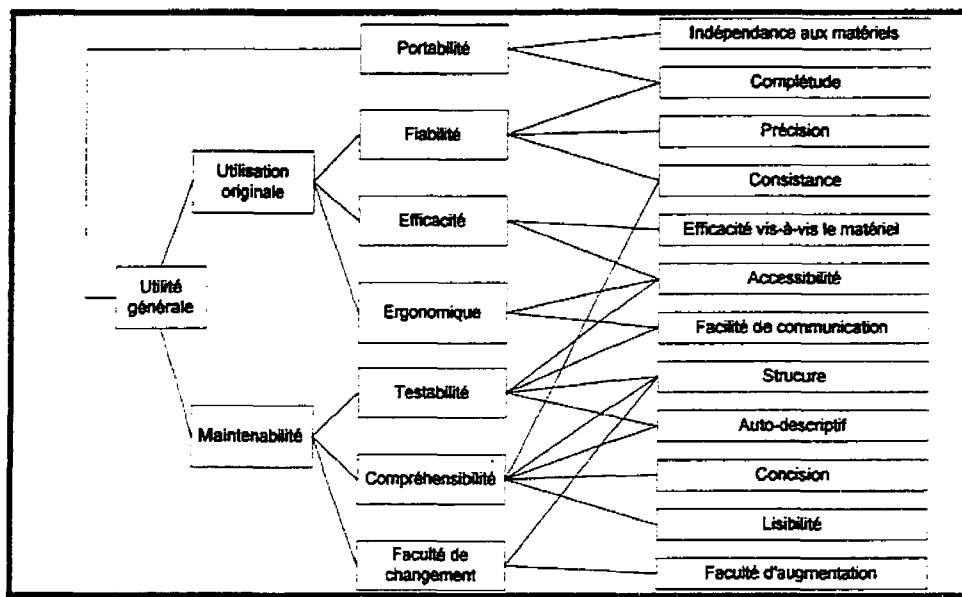 Portabilité
Indépendance aux matériels
Complétude
Fiabilité
Précision
Utilisation
originale
Consistance
Efficacité
Efficacité vis-à-vis le matériel
Utilité
générale
Accessibilité
Ergonomique
Facilité de communication
Testabilité
Strucure
Maintenabilité
Auto-descriptif
Compréhensibilité
Concision
Lisibilité
Faculté de
changement
Faculté d'augmentation